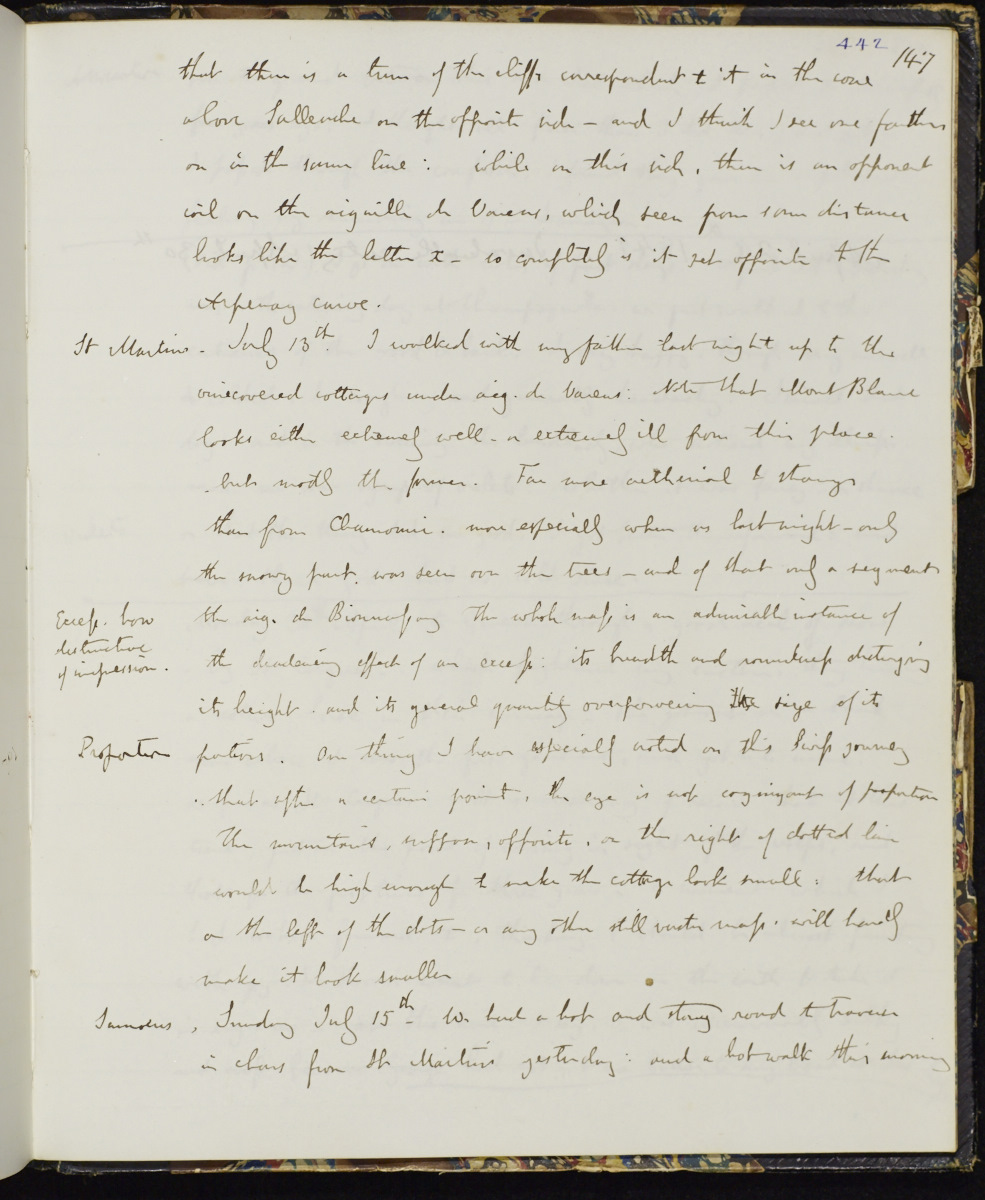 442 147
that there is a turn of the cliffs correspondent to it in the cove
above Sallenche on the opposite side – and I think I see one farther
on in the same line: while on this side, there is an opponent
coil on the aiguille de Varens, which seen from some distance
looks like the letter x – so completely is it set opposite to the
Arpenaz curve.
St Martins – July 13th. I walked with my father last night up to the
vinecovered cottages under aig. de Varens: Note that Mont Blanc
looks either extremely well – or extremely ill from this place.
but mostly the former. Far more aetherial & strange
than from Chamonix. more especially when as last night – only
the snowy part, was seen over the trees – and of that only a segment
Excess. how the aig. de Bionnassay The whole mass is an admirable instance of
destructive
of impression. the deadening effect of an excess: its breadth and roundness destroying
its height. and its general quantity overpowering the size of its
Proportion portions. One thing I have especially noted on this Swiss journey
. that after a certain point, the eye is not cognizant of proportion
The mountains, suppose, opposite, on the right of dotted line
would be high enough to make the cottage look small: that
on the left of the dots – or any other still vaster mass. will hardly
make it look smaller
Samoens, Sunday July 15th – We had a hot and stony road to traverse
in chars from St Martins yesterday: and a hot walk this morning